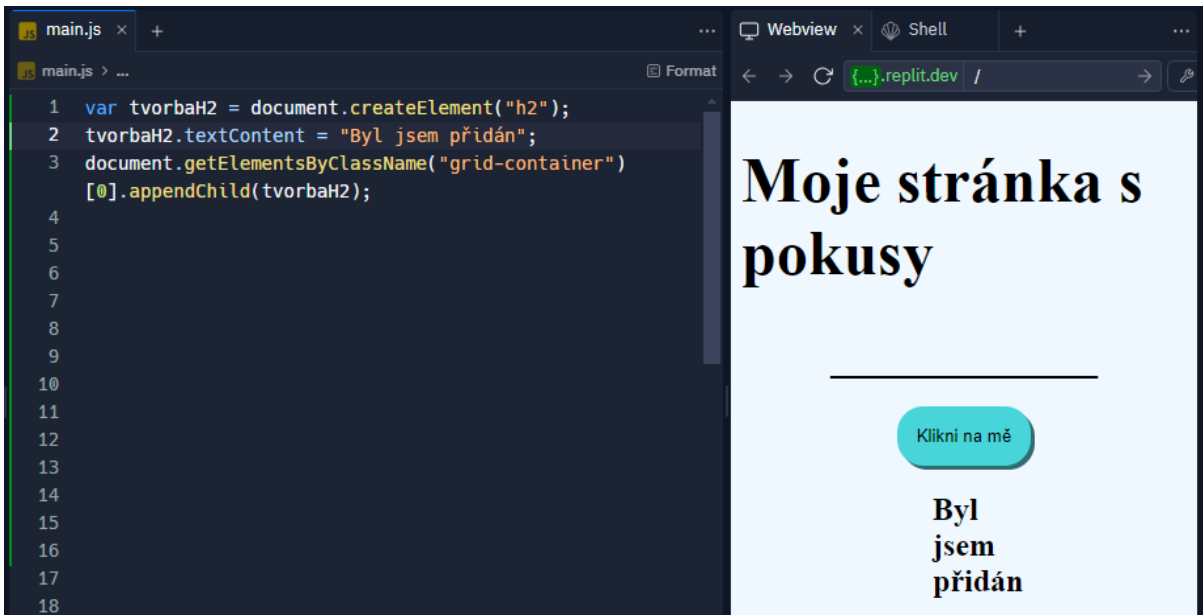 JS main.js × +
JS main.js > ...
Format
1 var tvorbaH2 = document.createElement("h2");
2 tvorbaH2.textContent = "Byl jsem přidán";
3 document.getElementsByClassName("grid-container")
[0].appendChild(tvorbaH2);
4
5
6
7
8
9
10
11
12
13
14
15
16
17
18
Webview × Shell +
{...}.replit.dev /
Moje stránka s
pokusy
Klikni na mě
Byl
jsem
přidán